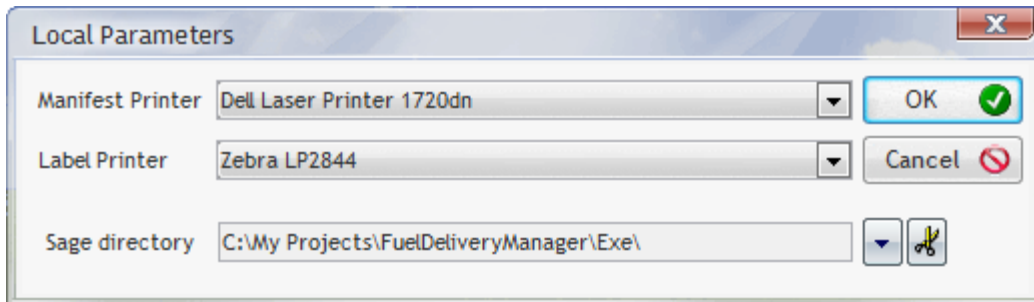 Local Parameters
Manifest Printer Dell Laser Printer 1720dn OK
Label Printer Zebra LP2844 Cancel
Sage directory C:\My Projects\FuelDeliveryManager\Exe\